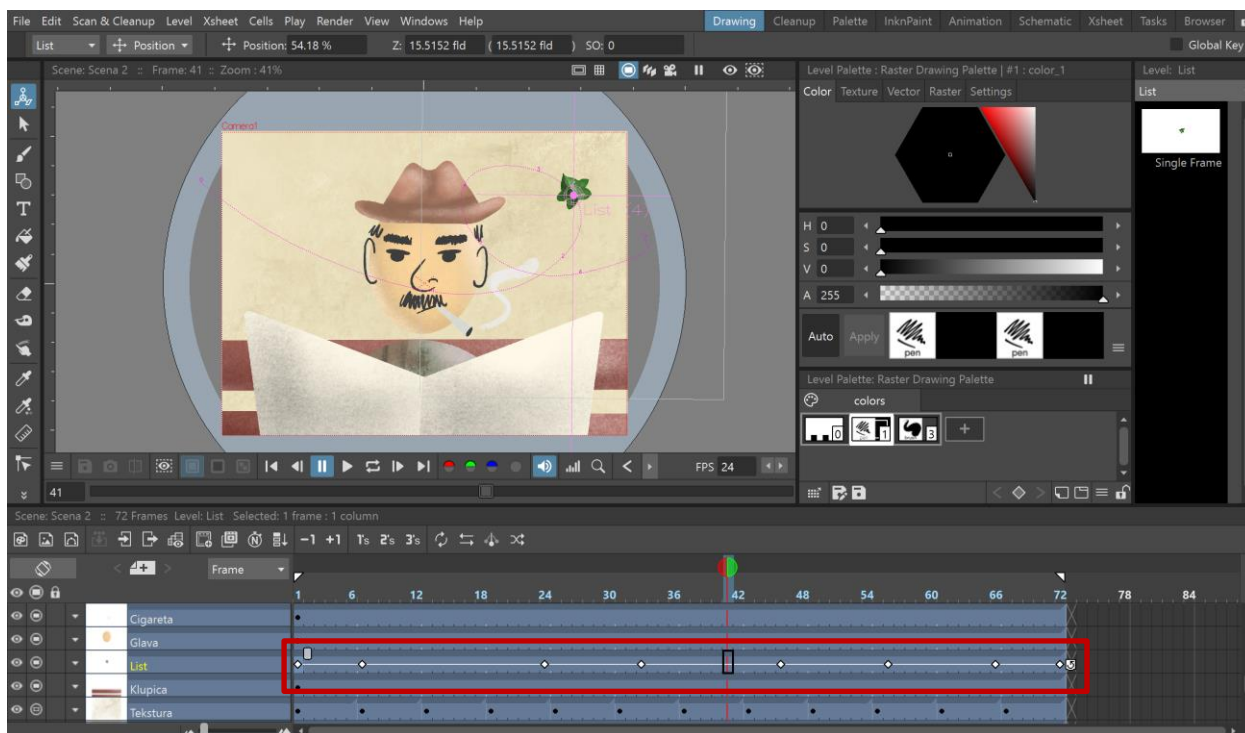 File Edit Scan & Cleanup Level Xsheet Cells Play Render View Windows Help Drawing Cleanup Palette InknPaint Animation Schematic Xsheet Tasks Browser
List Position Position: 54.18 % Z: 15.5152 fld ( 15.5152 fld ) SO: 0 Global Key
Scene: Scena 2 :: Frame: 41 :: Zoom : 41% Level Palette : Raster Drawing Palette | #1 : color_1 Level: List
Color Texture Vector Raster Settings List
Camera1
Single Frame
List (4)
H 0
S 0
V 0
A 255
Auto Apply pen pen
Level Palette: Raster Drawing Palette
colors
0 1 3 +
FPS 24
41
Scene: Scena 2 :: 72 Frames Level: List Selected: 1 frame : 1 column
-1 +1 1's 2's 3's
Frame
1 6 12 18 24 30 36 42 48 54 60 66 72 78 84
Cigareta
Glava
List
Klupica
Tekstura